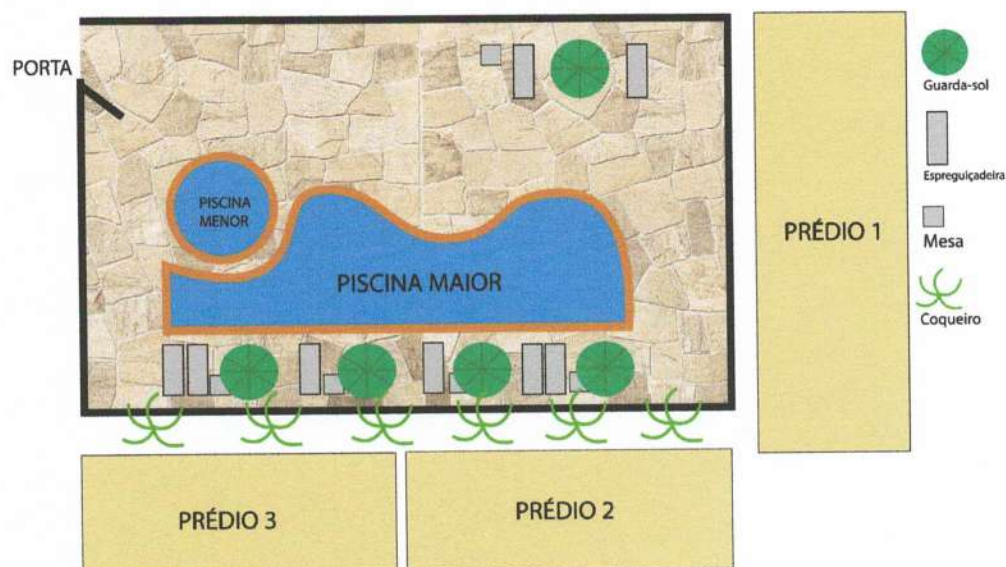 PORTA
PISCINA
MENOR
PISCINA MAIOR
PRÉDIO 1
PRÉDIO 3
PRÉDIO 2
Guarda-sol
Espreguiçadeira
Mesa
Coqueiro